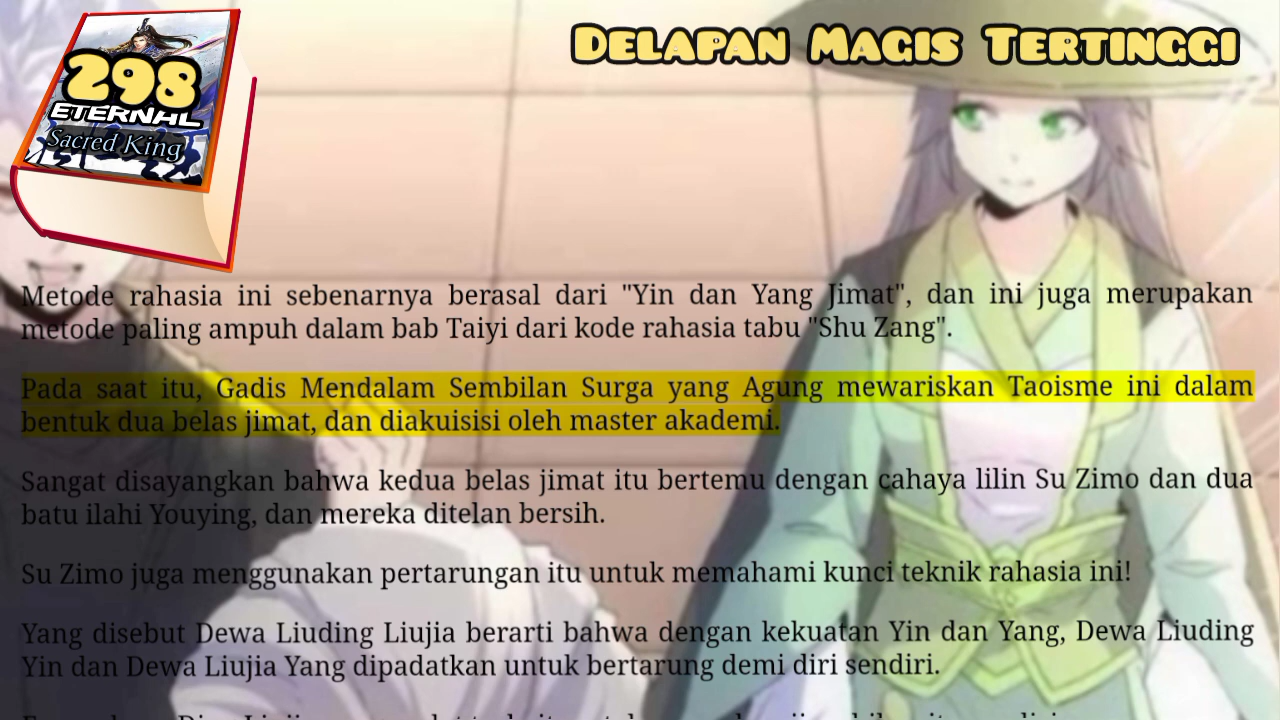 298
ETERNAL
Sacred King
DELAPAN MAGIS TERTINGGI
Metode rahasia ini sebenarnya berasal dari "Yin dan Yang Jimat", dan ini juga merupakan
metode paling ampuh dalam bab Taiyi dari kode rahasia tabu "Shu Zang".
Pada saat itu, Gadis Mendalam Sembilan Surga yang Agung mewariskan Taoisme ini dalam
bentuk dua belas jimat, dan diakuisisi oleh master akademi.
Sangat disayangkan bahwa kedua belas jimat itu bertemu dengan cahaya lilin Su Zimo dan dua
batu ilahi Youying, dan mereka ditelan bersih.
Su Zimo juga menggunakan pertarungan itu untuk memahami kunci teknik rahasia ini!
Yang disebut Dewa Liuding Liujia berarti bahwa dengan kekuatan Yin dan Yang, Dewa Liuding
Yin dan Dewa Liujia Yang dipadatkan untuk bertarung demi diri sendiri.